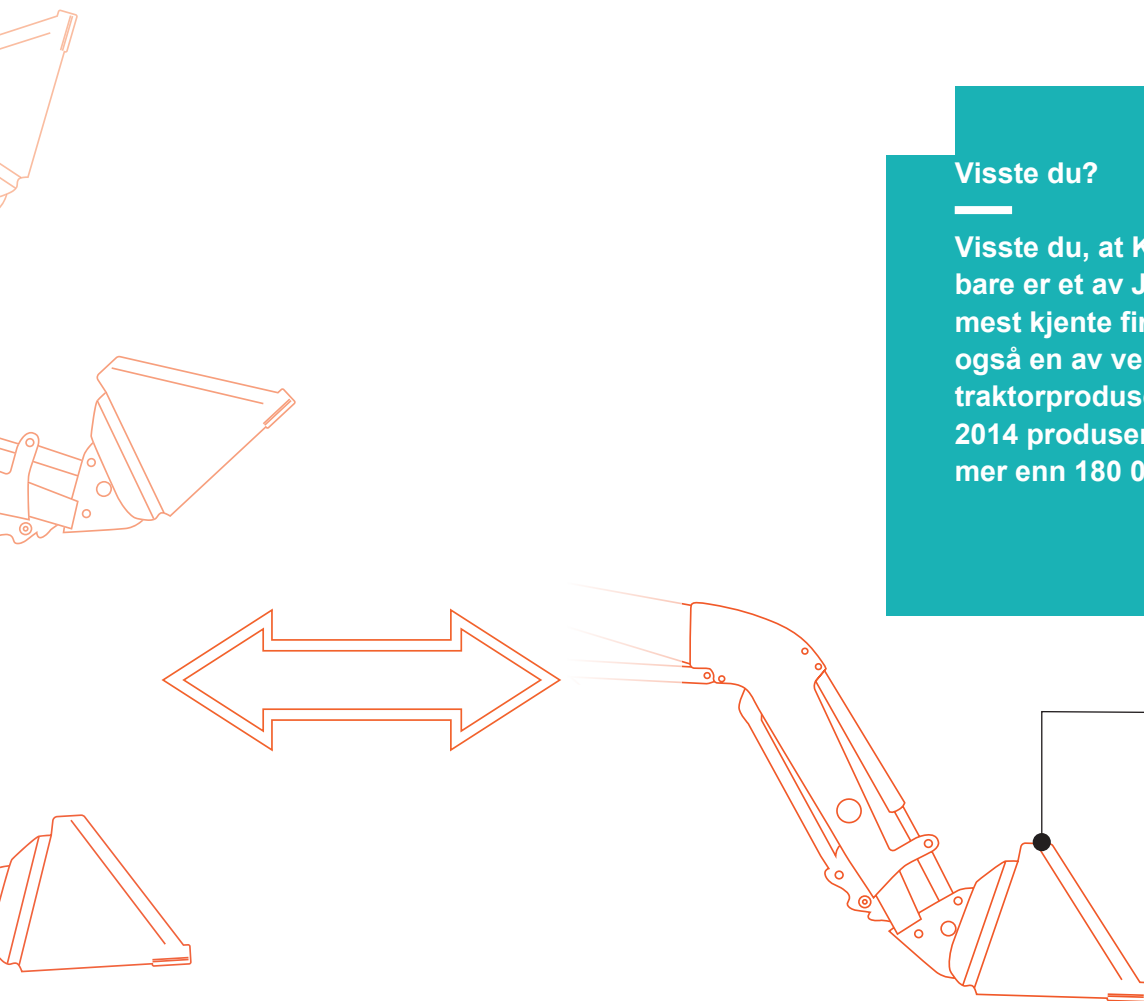 Visste du?
Visste du, at K
bare er et av J
mest kjente fir
også en av ve
traktorproduse
2014 produser
mer enn 180 0